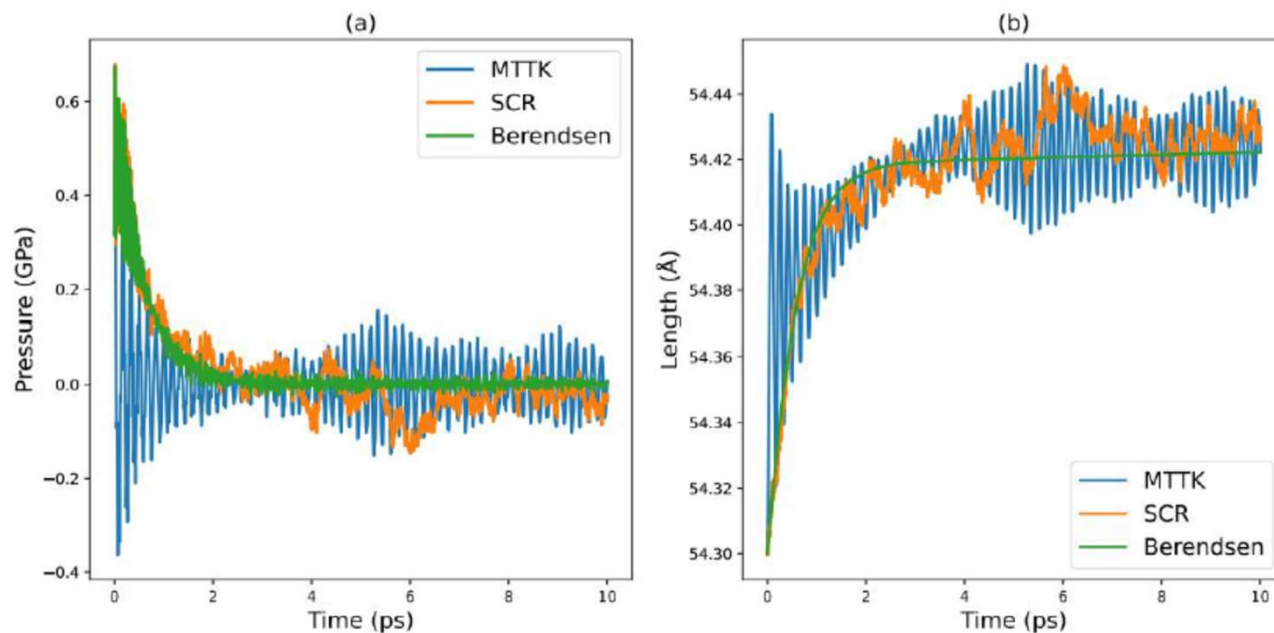 (a)
MTTK
SCR
Berendsen
Pressure (GPa)
0.6
0.4
0.2
0.0
−0.2
−0.4
0 2 4 6 8 10
Time (ps)
(b)
Length (Å)
54.44
54.42
54.40
54.38
54.36
54.34
54.32
54.30
MTTK
SCR
Berendsen
0 2 4 6 8 10
Time (ps)